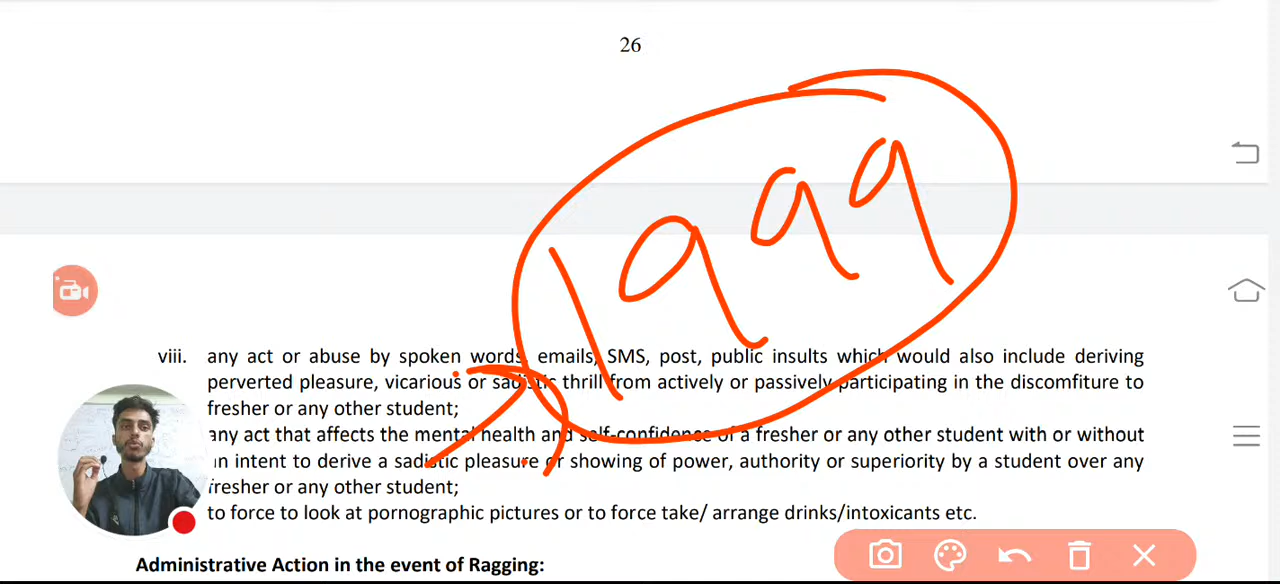 26
1999
viii. any act or abuse by spoken words, emails, SMS, post, public insults which would also include deriving
perverted pleasure, vicarious or sadistic thrill from actively or passively participating in the discomfiture to
fresher or any other student;
any act that affects the mental health and self-confidence of a fresher or any other student with or without
an intent to derive a sadistic pleasure or showing of power, authority or superiority by a student over any
fresher or any other student;
to force to look at pornographic pictures or to force take/ arrange drinks/intoxicants etc.
Administrative Action in the event of Ragging: